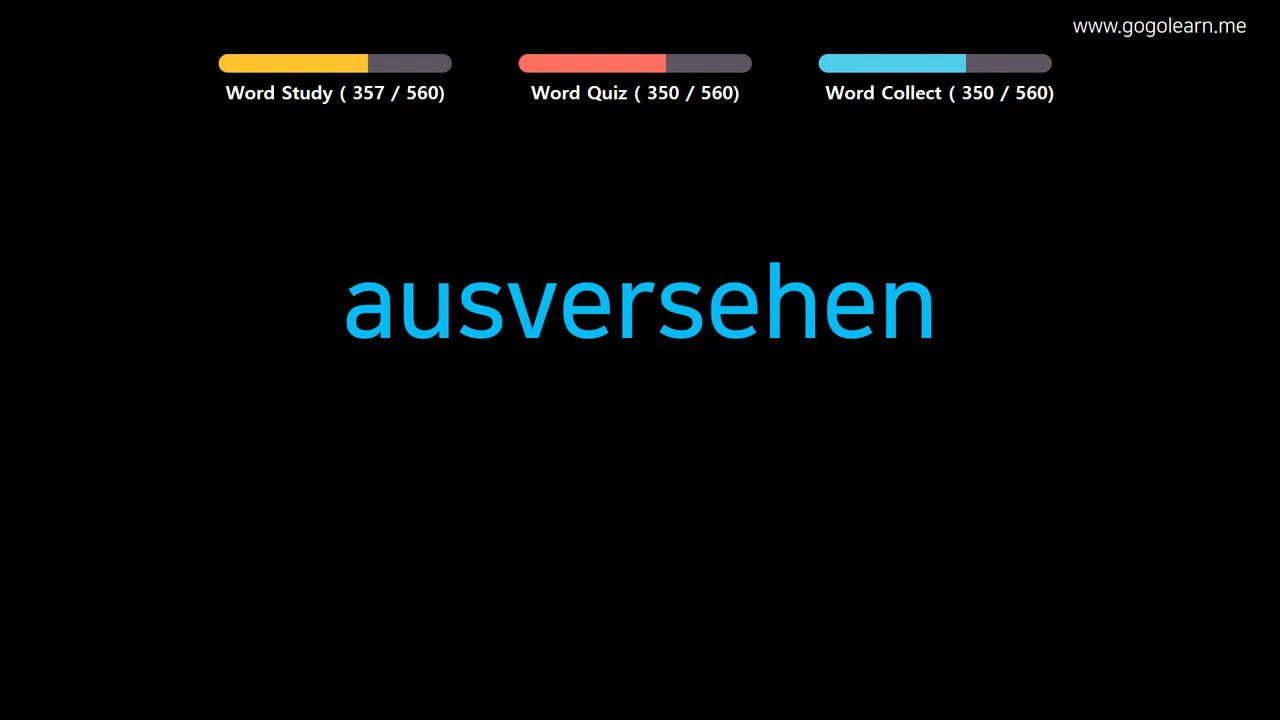 www.gogolearn.me
Word Study ( 357 / 560)
Word Quiz ( 350 / 560)
Word Collect ( 350 / 560)
ausversehen